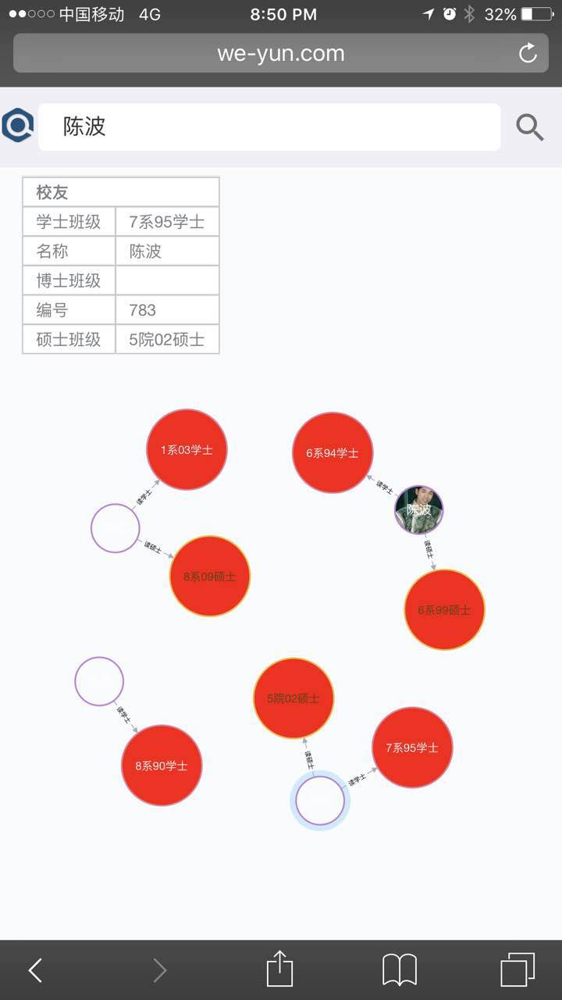 中国移动 4G 8:50 PM 32%
we-yun.com
陈波
校友
学士班级 7系95学士
名称 陈波
博士班级
编号 783
硕士班级 5院02硕士
1系03学士
6系94学士
读学士
读学士
陈波
读硕士
读硕士
8系09硕士
6系99硕士
5院02硕士
读学士
7系95学士
8系90学士
读硕士
读学士